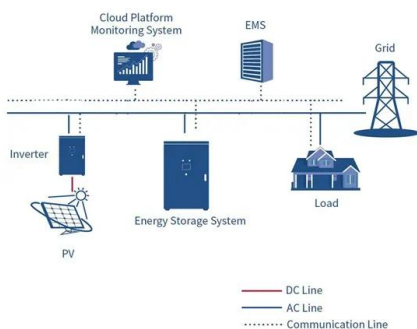 Cloud Platform
Monitoring System
EMS
Grid
Inverter
Energy Storage System
Load
PV
DC Line
AC Line
Communication Line